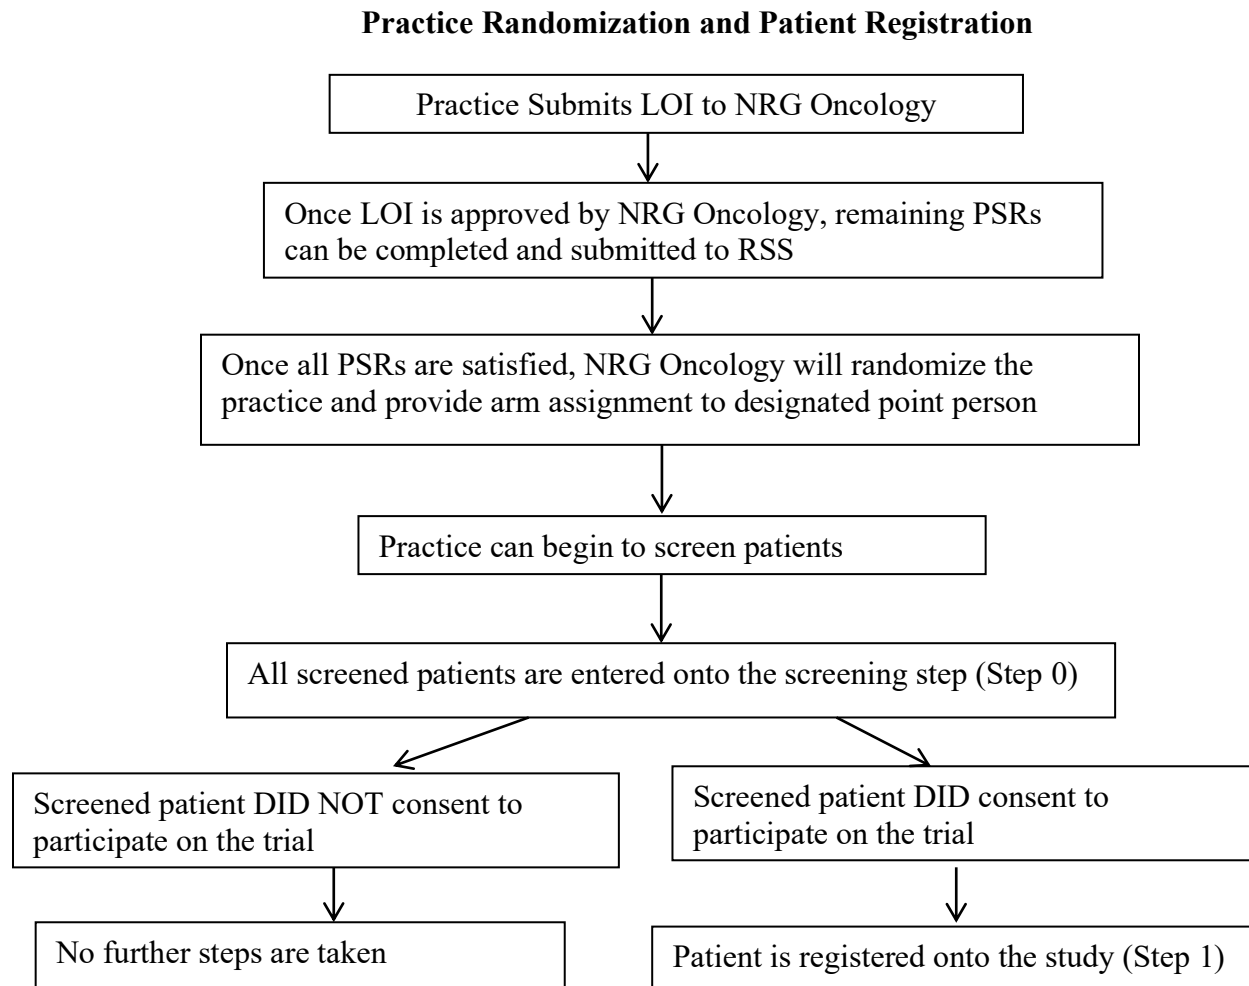 Practice Randomization and Patient Registration
Practice Submits LOI to NRG Oncology
Once LOI is approved by NRG Oncology, remaining PSRs
can be completed and submitted to RSS
Once all PSRs are satisfied, NRG Oncology will randomize the
practice and provide arm assignment to designated point person
Practice can begin to screen patients
All screened patients are entered onto the screening step (Step 0)
Screened patient DID NOT consent to
participate on the trial
Screened patient DID consent to
participate on the trial
No further steps are taken
Patient is registered onto the study (Step 1)